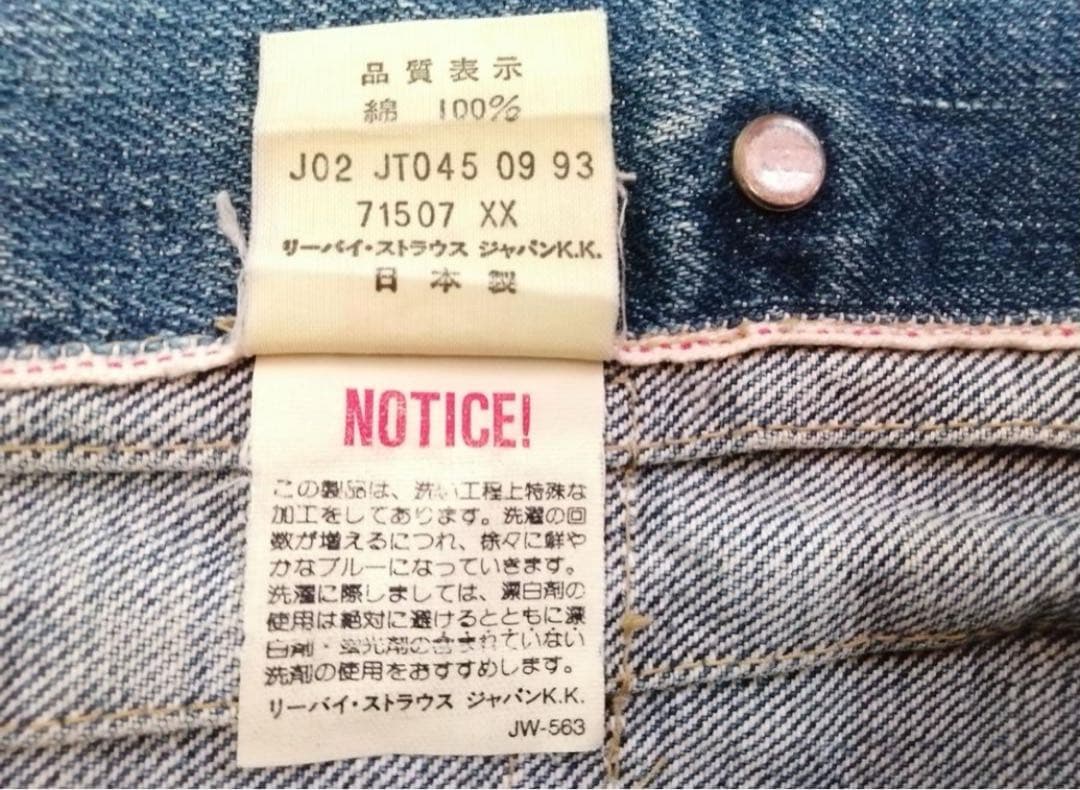 品質表示
綿 100%
J02 JT045 09 93
71507 XX
リーバイ・ストラウス ジャパンK.K.
日本製
NOTICE!
この製品は、洗い工程上特殊な
加工をしてあります。洗濯の回
数が増えるにつれ、徐々に鮮や
かなブルーになっていきます。
洗濯に際しましては、漂白剤の
使用は絶対に避けるとともに漂
白剤・蛍光剤の含まれていない
洗剤の使用をおすすめします。
リーバイ・ストラウス ジャパンK.K.
JW-563